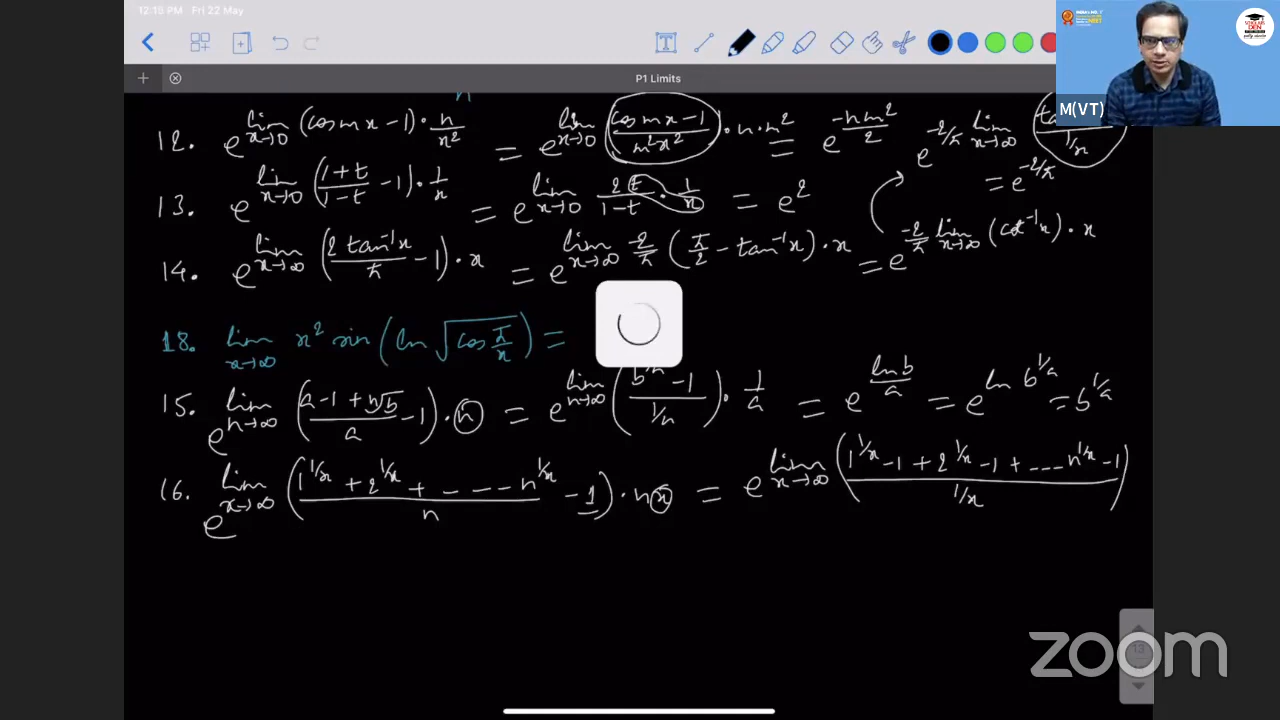 12:15 PM Fri 22 May
P1 Limits
M(VT)
12. e^{lim_{x→0} (cos mx − 1)·n/x²} = e^{lim_{x→0} (cos mx − 1)/(m²x²) · n·m²} = e^{−nm²/2}
e^{−2/π lim_{x→∞} (ta 1/x)} = e^{−2/π}
13. e^{lim_{x→0} ((1+t)/(1−t) − 1)·1/x} = e^{lim_{x→0} 2t/(1−t) · 1/x} = e²
14. e^{lim_{x→∞} (2 tan⁻¹x/π − 1)·x} = e^{lim_{x→∞} −2/π (π/2 − tan⁻¹x)·x} = e^{−2/π lim_{x→∞} (cot⁻¹x)·x}
18. lim_{x→∞} x² sin(ln √(cos π/x)) =
15. e^{lim_{n→∞} ((a−1+ⁿ√b)/a − 1)·n} = e^{lim_{n→∞} ((b^{1/n} − 1)/(1/n))·1/a} = e^{ln b/a} = e^{ln b^{1/a}} = b^{1/a}
16. e^{lim_{x→∞} ((1^{1/x} + 2^{1/x} + ---- n^{1/x})/n − 1)·nx} = e^{lim_{x→∞} ((1^{1/x} − 1 + 2^{1/x} − 1 + ---- n^{1/x} − 1)/(1/x))}
13
zoom